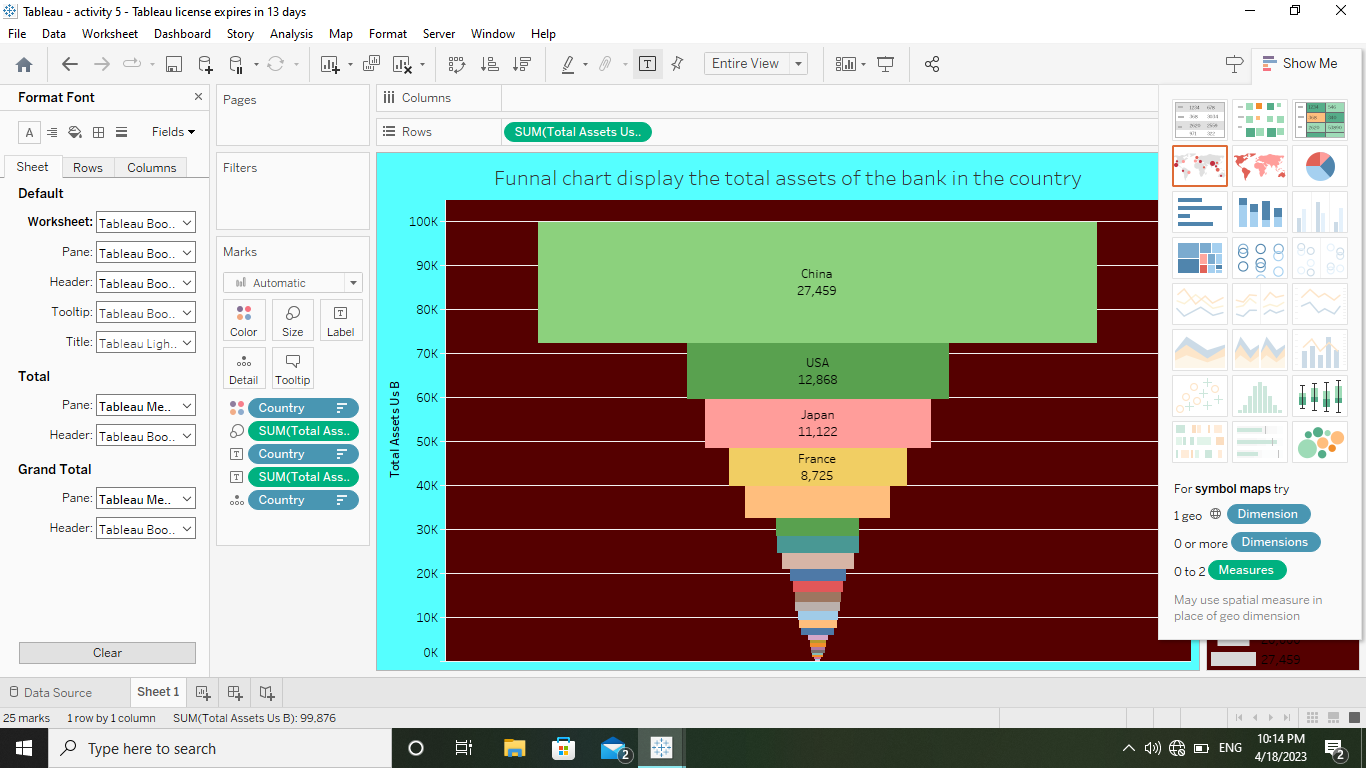 Tableau - activity 5 - Tableau license expires in 13 days
File Data Worksheet Dashboard Story Analysis Map Format Server Window Help
Entire View
Show Me
Format Font
Fields
Sheet Rows Columns
Default
Worksheet: Tableau Boo..
Pane: Tableau Boo..
Header: Tableau Boo..
Tooltip: Tableau Boo..
Title: Tableau Ligh..
Total
Pane: Tableau Me..
Header: Tableau Boo..
Grand Total
Pane: Tableau Me..
Header: Tableau Boo..
Clear
Pages
Filters
Marks
Automatic
Color Size Label
Detail Tooltip
Country
SUM(Total Ass..
Country
SUM(Total Ass..
Country
Columns
Rows SUM(Total Assets Us..
Funnal chart display the total assets of the bank in the country
Total Assets Us B
100K
90K
80K
70K
60K
50K
40K
30K
20K
10K
0K
China
27,459
USA
12,868
Japan
11,122
France
8,725
For symbol maps try
1 geo Dimension
0 or more Dimensions
0 to 2 Measures
May use spatial measure in
place of geo dimension
27,459
Data Source Sheet 1
25 marks 1 row by 1 column SUM(Total Assets Us B): 99,876
Type here to search
2
ENG
10:14 PM
4/18/2023
2